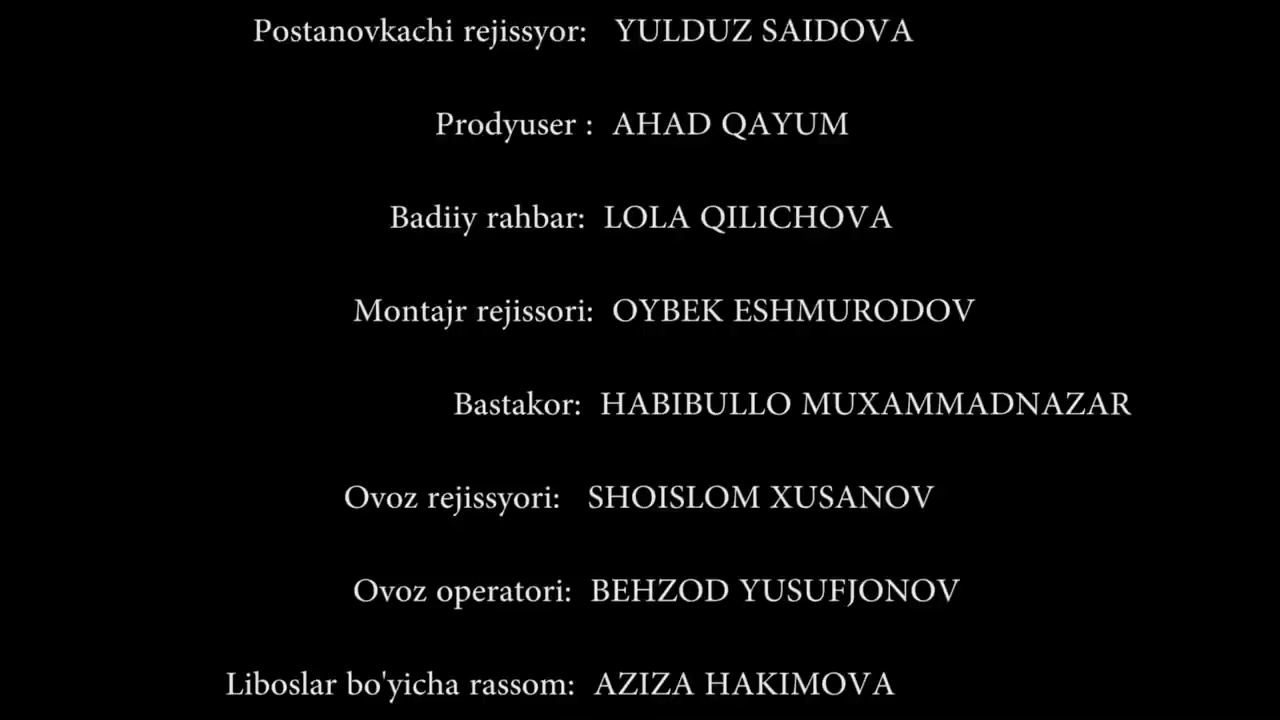 Postanovkachi rejissyor: YULDUZ SAIDOVA
Prodyuser : AHAD QAYUM
Badiiy rahbar: LOLA QILICHOVA
Montajr rejissori: OYBEK ESHMURODOV
Bastakor: HABIBULLO MUXAMMADNAZAR
Ovoz rejissyori: SHOISLOM XUSANOV
Ovoz operatori: BEHZOD YUSUFJONOV
Liboslar bo'yicha rassom: AZIZA HAKIMOVA